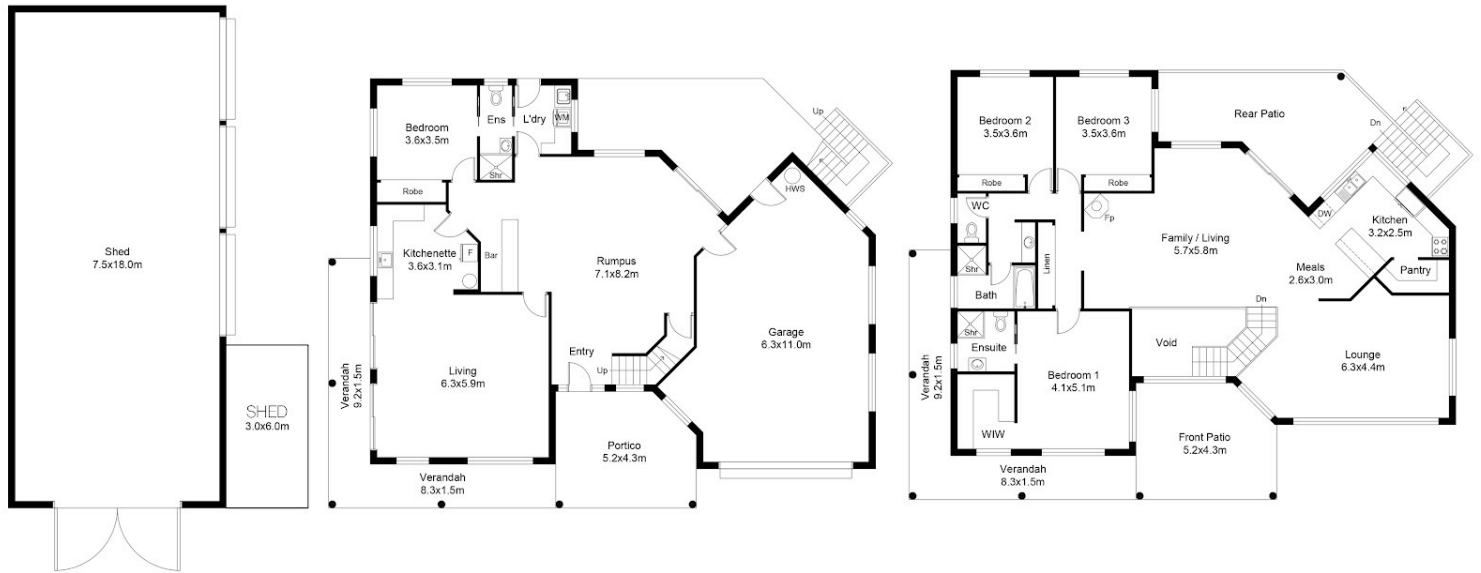 Shed
7.5x18.0m
SHED
3.0x6.0m
Bedroom
3.6x3.5m
Robe
Ens
Shr
L'dry
WM
Kitchenette
3.6x3.1m
F
Bar
Rumpus
7.1x8.2m
Up
HWS
Garage
6.3x11.0m
Living
6.3x5.9m
Entry
Up
Verandah
9.2x1.5m
Portico
5.2x4.3m
Verandah
8.3x1.5m
Bedroom 2
3.5x3.6m
Robe
Bedroom 3
3.5x3.6m
Robe
Rear Patio
Dn
WC
Fp
DW
Kitchen
3.2x2.5m
Pantry
Family / Living
5.7x5.8m
Meals
2.6x3.0m
Shr
Bath
Linen
Shr
Ensuite
Bedroom 1
4.1x5.1m
WIW
Void
Dn
Lounge
6.3x4.4m
Verandah
9.2x1.5m
Front Patio
5.2x4.3m
Verandah
8.3x1.5m